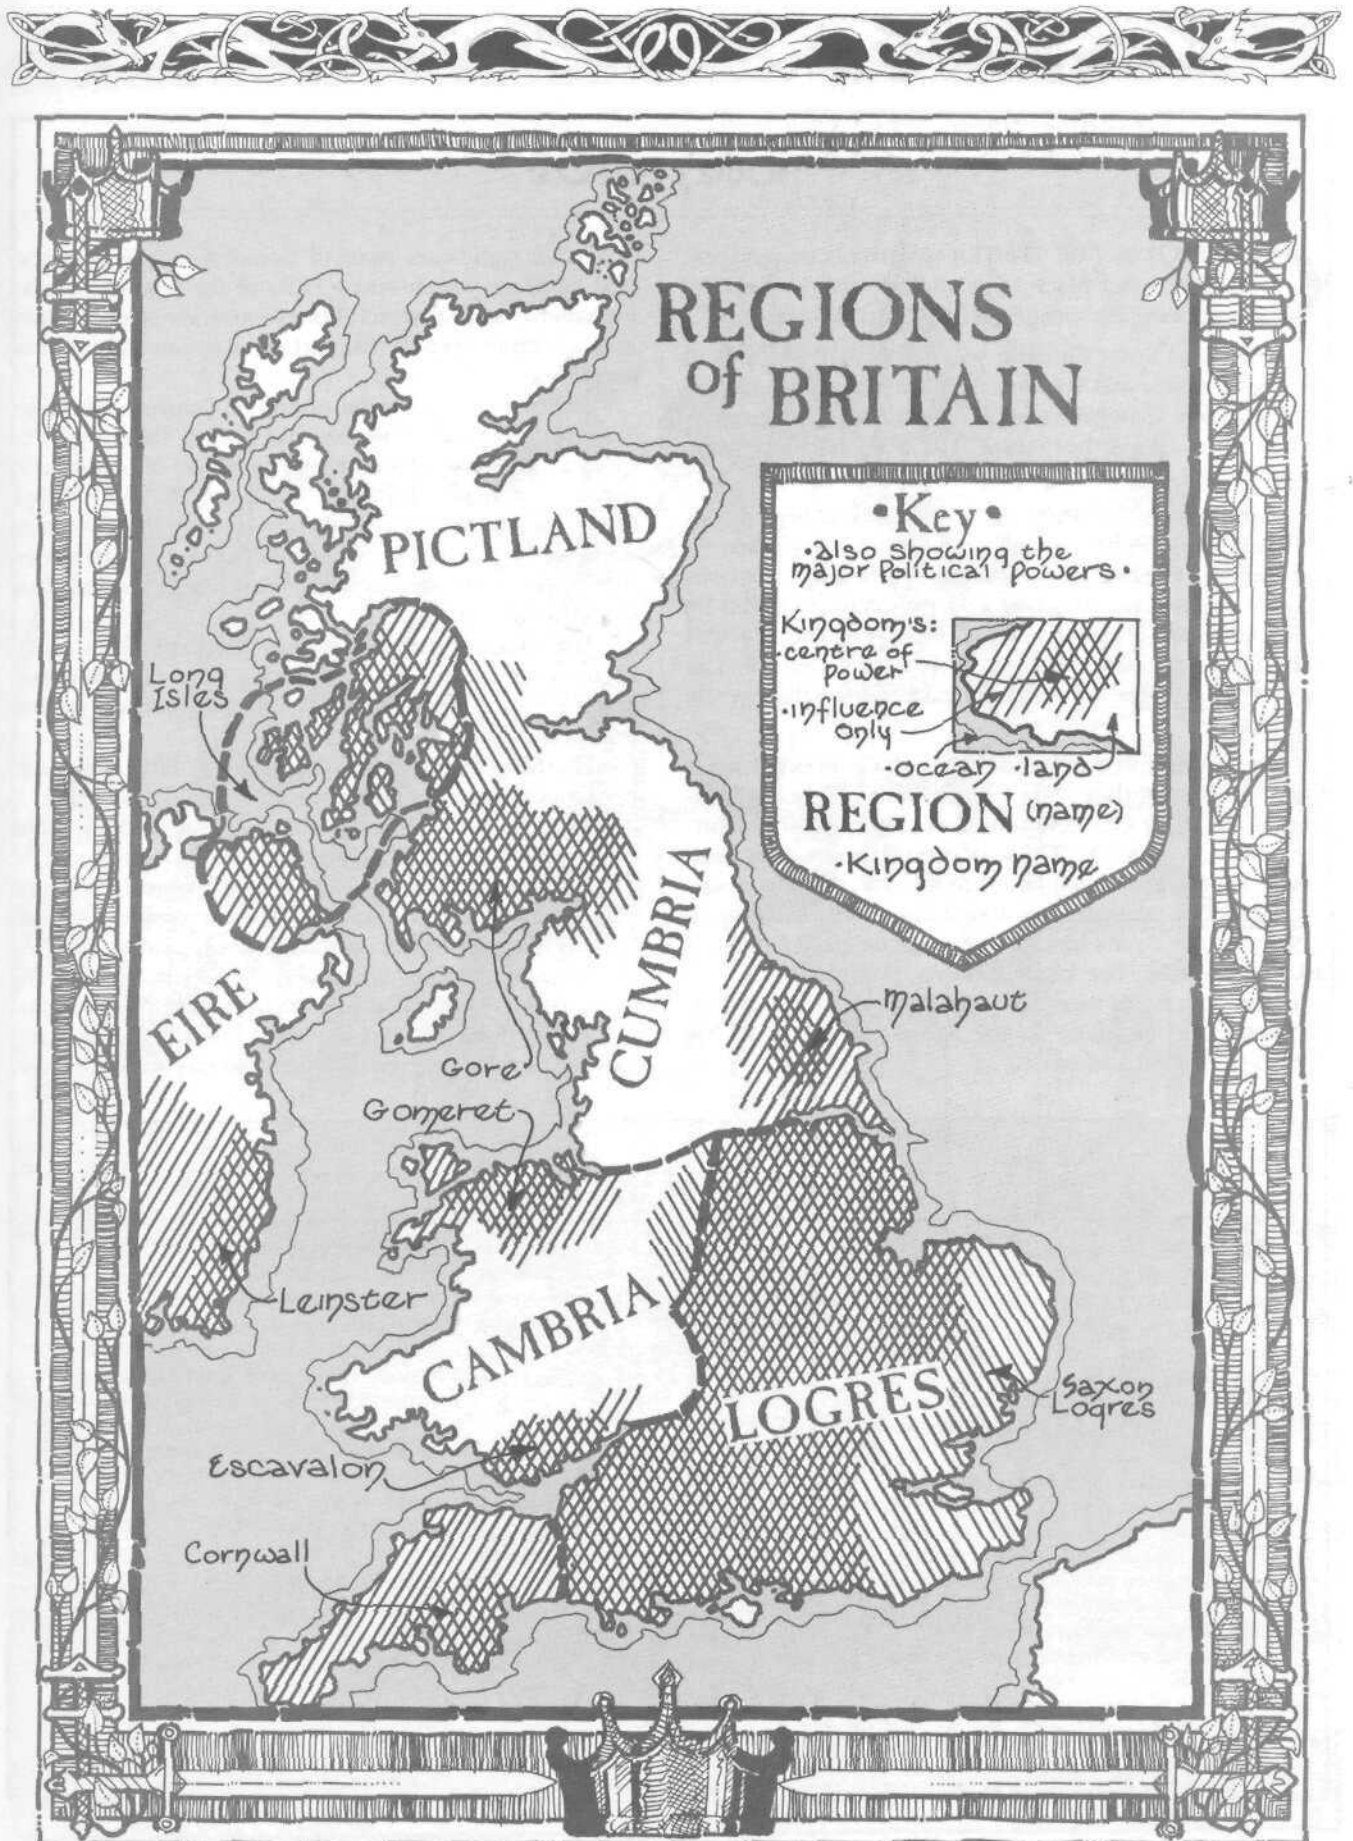 REGIONS
of BRITAIN
•Key•
•also showing the
major Political Powers•
Kingdom's:
•centre of
power
•influence
only
•ocean •land
REGION (name)
•Kingdom name
PICTLAND
Long
Isles
CUMBRIA
EIRE
Malahaut
Gore
Gomeret
Leinster
CAMBRIA
LOGRES
Saxon
Logres
Escavalon
Cornwall